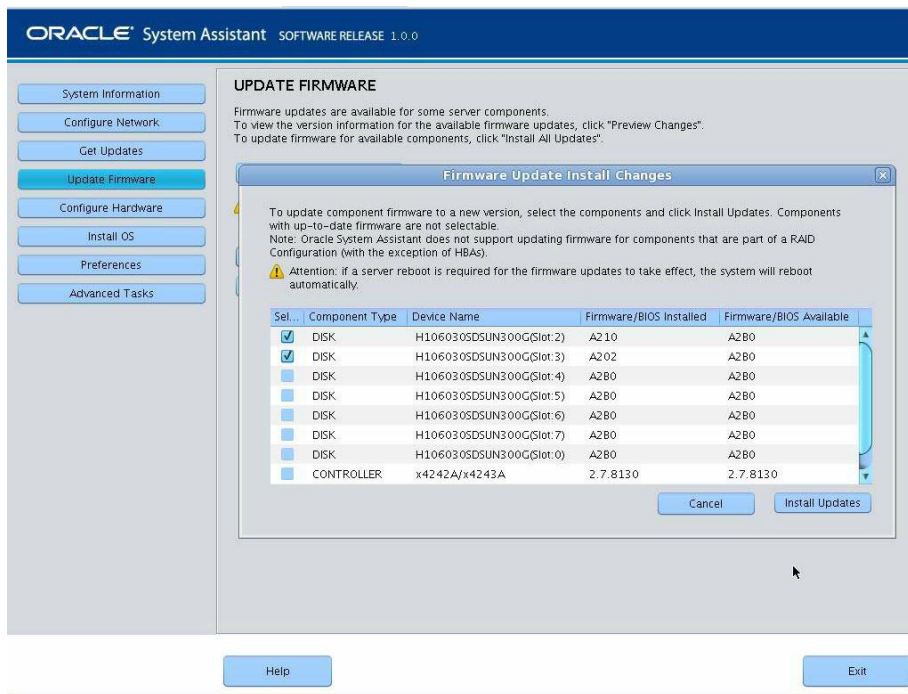 ORACLE® System Assistant SOFTWARE RELEASE 1.0.0
System Information
Configure Network
Get Updates
Update Firmware
Configure Hardware
Install OS
Preferences
Advanced Tasks
UPDATE FIRMWARE
Firmware updates are available for some server components.
To view the version information for the available firmware updates, click "Preview Changes".
To update firmware for available components, click "Install All Updates".
Firmware Update Install Changes
To update component firmware to a new version, select the components and click Install Updates. Components
with up-to-date firmware are not selectable.
Note: Oracle System Assistant does not support updating firmware for components that are part of a RAID
Configuration (with the exception of HBAs).
Attention: if a server reboot is required for the firmware updates to take effect, the system will reboot
automatically.
Sel... Component Type Device Name Firmware/BIOS Installed Firmware/BIOS Available
DISK H106030SDSUN300G(Slot:2) A210 A2B0
DISK H106030SDSUN300G(Slot:3) A202 A2B0
DISK H106030SDSUN300G(Slot:4) A2B0 A2B0
DISK H106030SDSUN300G(Slot:5) A2B0 A2B0
DISK H106030SDSUN300G(Slot:6) A2B0 A2B0
DISK H106030SDSUN300G(Slot:7) A2B0 A2B0
DISK H106030SDSUN300G(Slot:0) A2B0 A2B0
CONTROLLER x4242A/x4243A 2.7.8130 2.7.8130
Cancel Install Updates
Help Exit